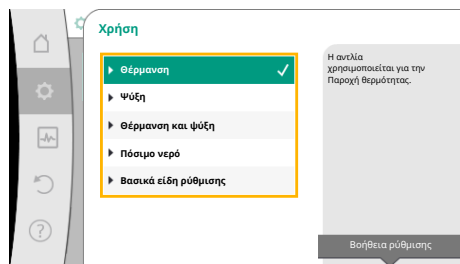 Χρήση
Θέρμανση
Ψύξη
Θέρμανση και ψύξη
Πόσιμο νερό
Βασικά είδη ρύθμισης
Η αντλία
χρησιμοποιείται για την
Παροχή θερμότητας.
Βοήθεια ρύθμισης